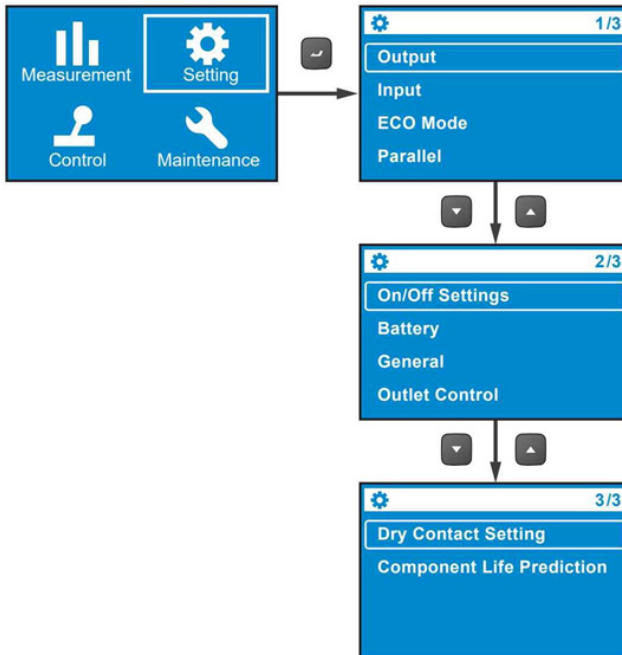 Measurement
Setting
Control
Maintenance
1/3
Output
Input
ECO Mode
Parallel
2/3
On/Off Settings
Battery
General
Outlet Control
3/3
Dry Contact Setting
Component Life Prediction